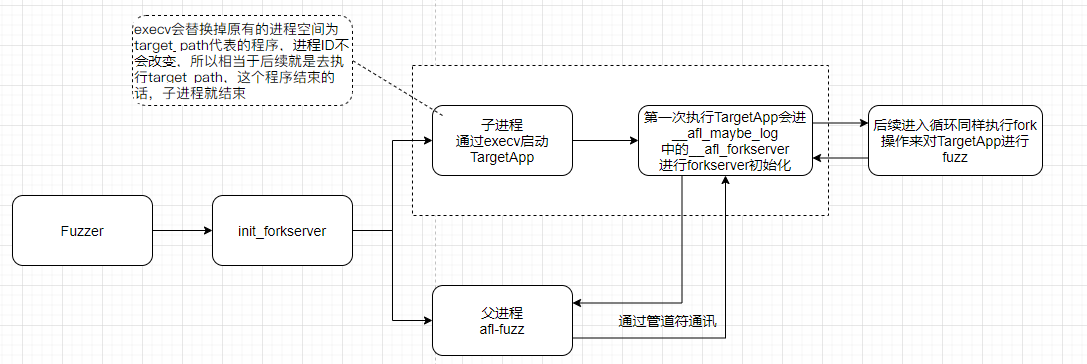 execv会替换掉原有的进程空间为
target_path代表的程序，进程ID不
会改变，所以相当于后续就是去执
行target_path，这个程序结束的
话，子进程就结束
子进程
通过execv启动
TargetApp
第一次执行TargetApp会进
__afl_maybe_log
中的__afl_forkserver
进行forkserver初始化
后续进入循环同样执行fork
操作来对TargetApp进行
fuzz
Fuzzer
init_forkserver
父进程
afl-fuzz
通过管道符通讯